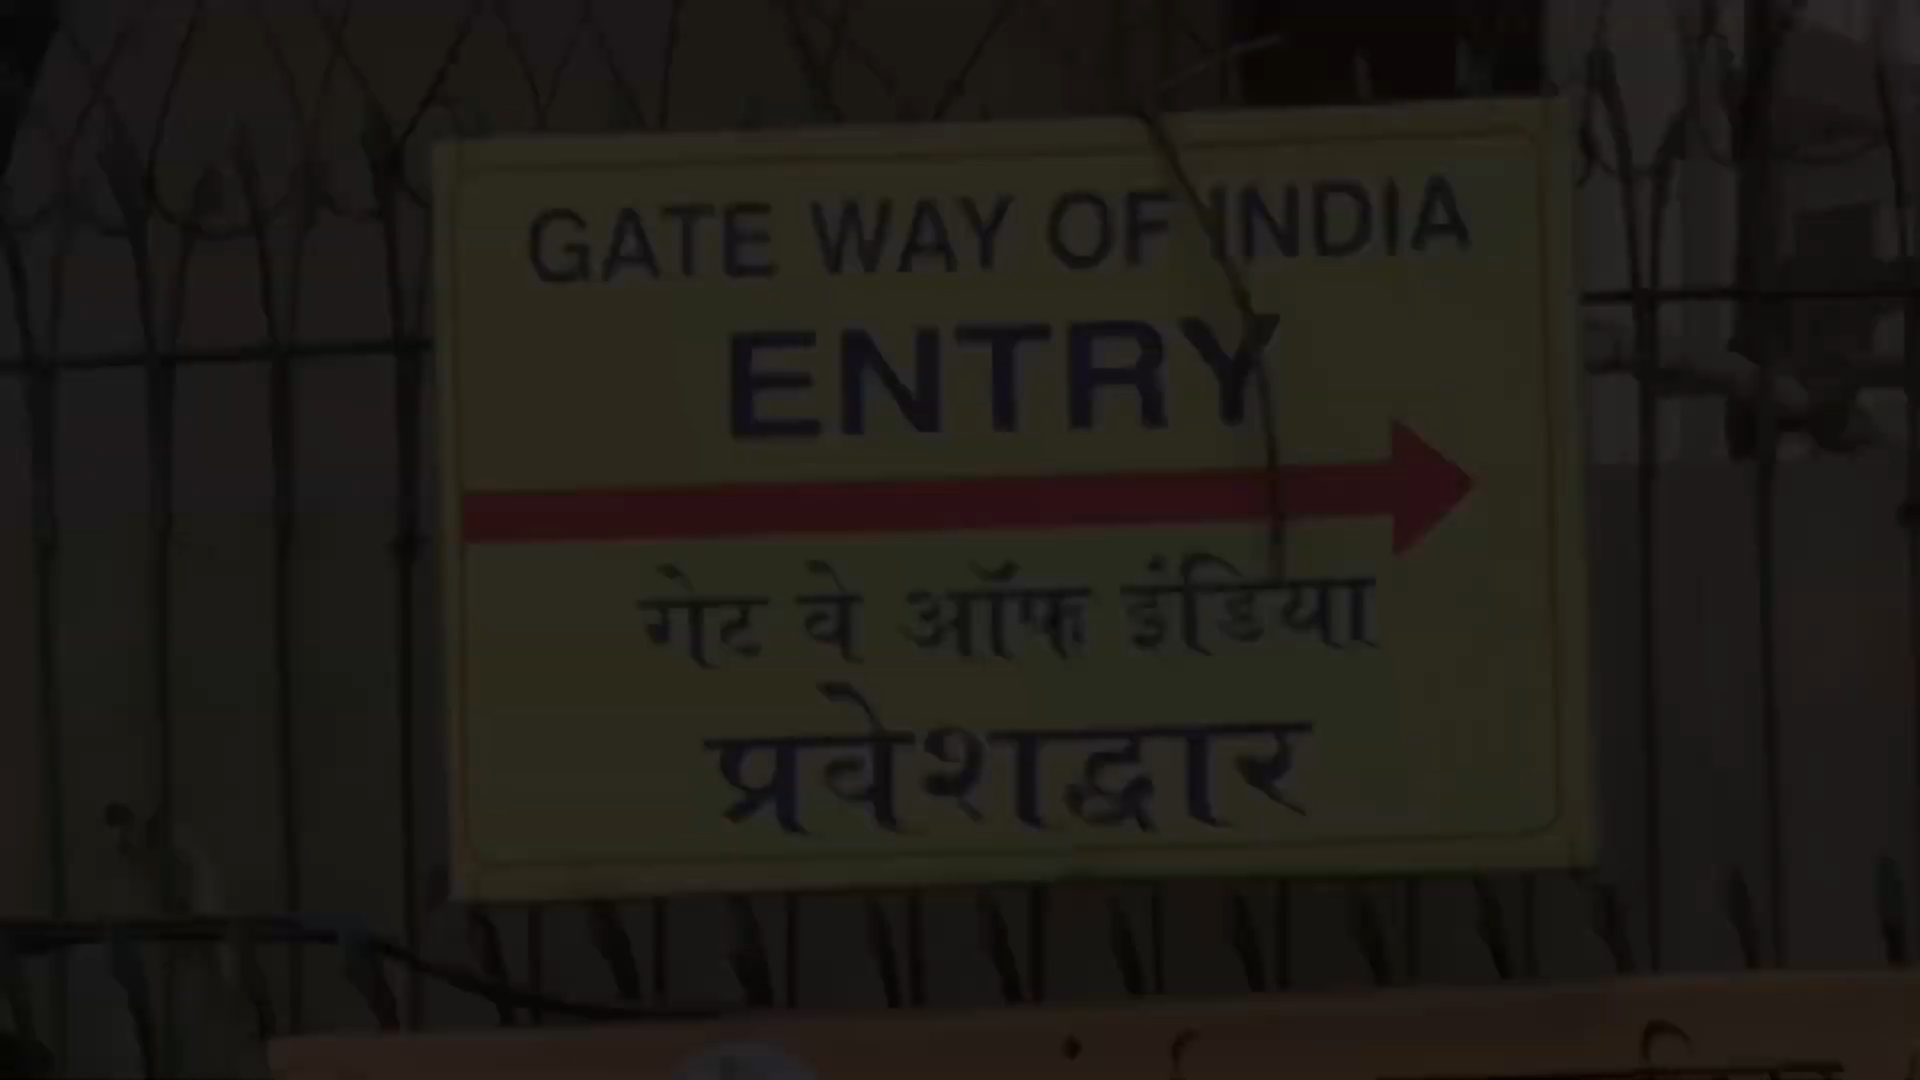 GATE WAY OF INDIA
ENTRY
गेट वे ऑफ इंडिया
प्रवेशद्वार